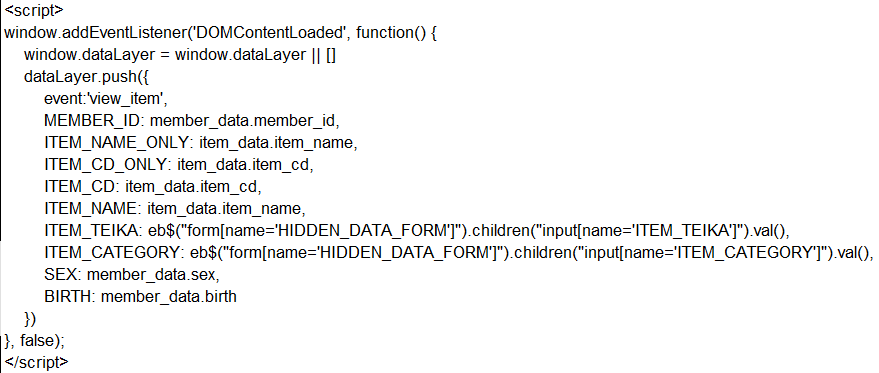 <script>
window.addEventListener('DOMContentLoaded', function() {
window.dataLayer = window.dataLayer || []
dataLayer.push({
event:'view_item',
MEMBER_ID: member_data.member_id,
ITEM_NAME_ONLY: item_data.item_name,
ITEM_CD_ONLY: item_data.item_cd,
ITEM_CD: item_data.item_cd,
ITEM_NAME: item_data.item_name,
ITEM_TEIKA: eb$("form[name='HIDDEN_DATA_FORM']").children("input[name='ITEM_TEIKA']").val(),
ITEM_CATEGORY: eb$("form[name='HIDDEN_DATA_FORM']").children("input[name='ITEM_CATEGORY']").val(),
SEX: member_data.sex,
BIRTH: member_data.birth
})
}, false);
</script>